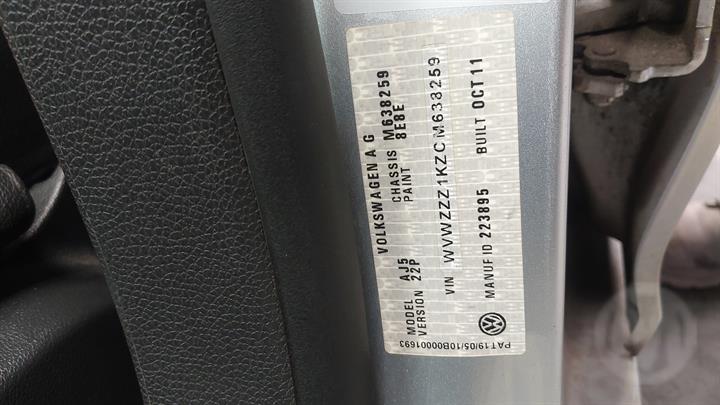 VOLKSWAGEN A G
MODEL AJ5 CHASSIS M638259
VERSION 22P PAINT 8E8E
VIN WVWZZZ1KZCM638259
MANUF ID 223895 BUILT OCT11
PAT19/05/10B00001693